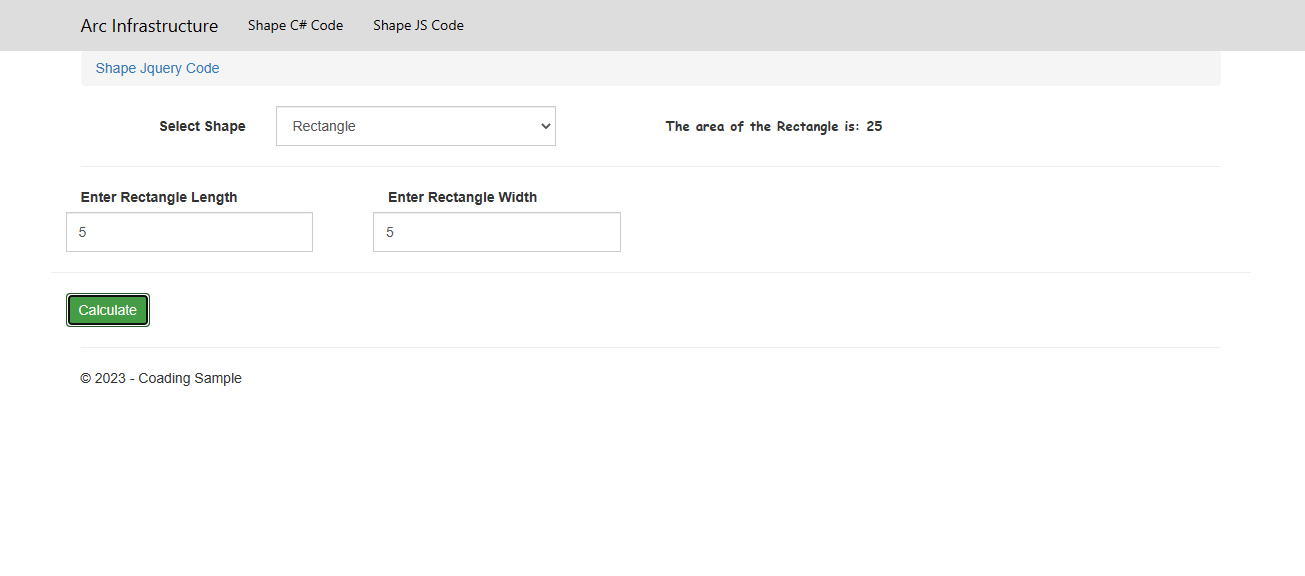 Arc Infrastructure Shape C# Code Shape JS Code
Shape Jquery Code
Select Shape Rectangle The area of the Rectangle is: 25
Enter Rectangle Length Enter Rectangle Width
5 5
Calculate
© 2023 - Coading Sample